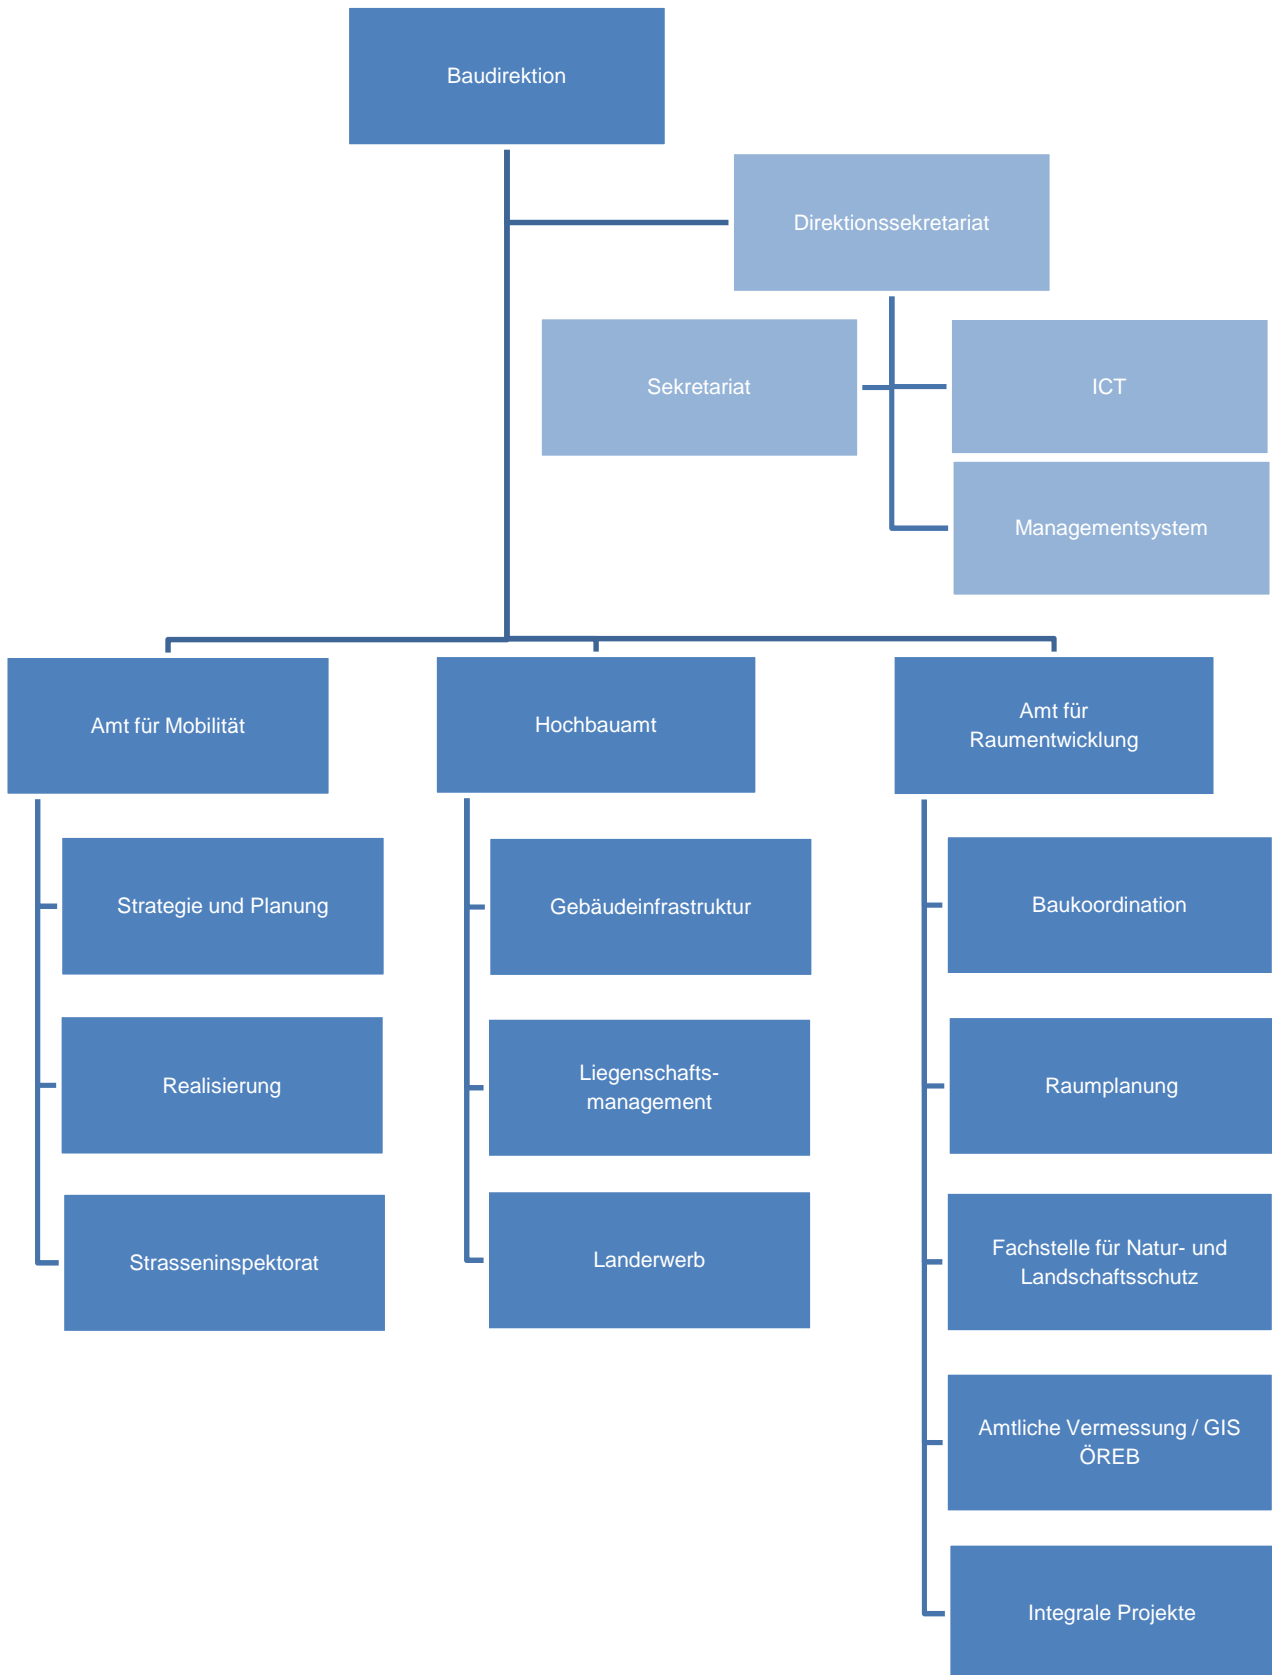 Baudirektion
Direktionssekretariat
Sekretariat
ICT
Managementsystem
Amt für Mobilität
Hochbauamt
Amt für
Raumentwicklung
Strategie und Planung
Gebäudeinfrastruktur
Baukoordination
Realisierung
Liegenschafts-
management
Raumplanung
Strasseninspektorat
Landerwerb
Fachstelle für Natur- und
Landschaftsschutz
Amtliche Vermessung / GIS
ÖREB
Integrale Projekte